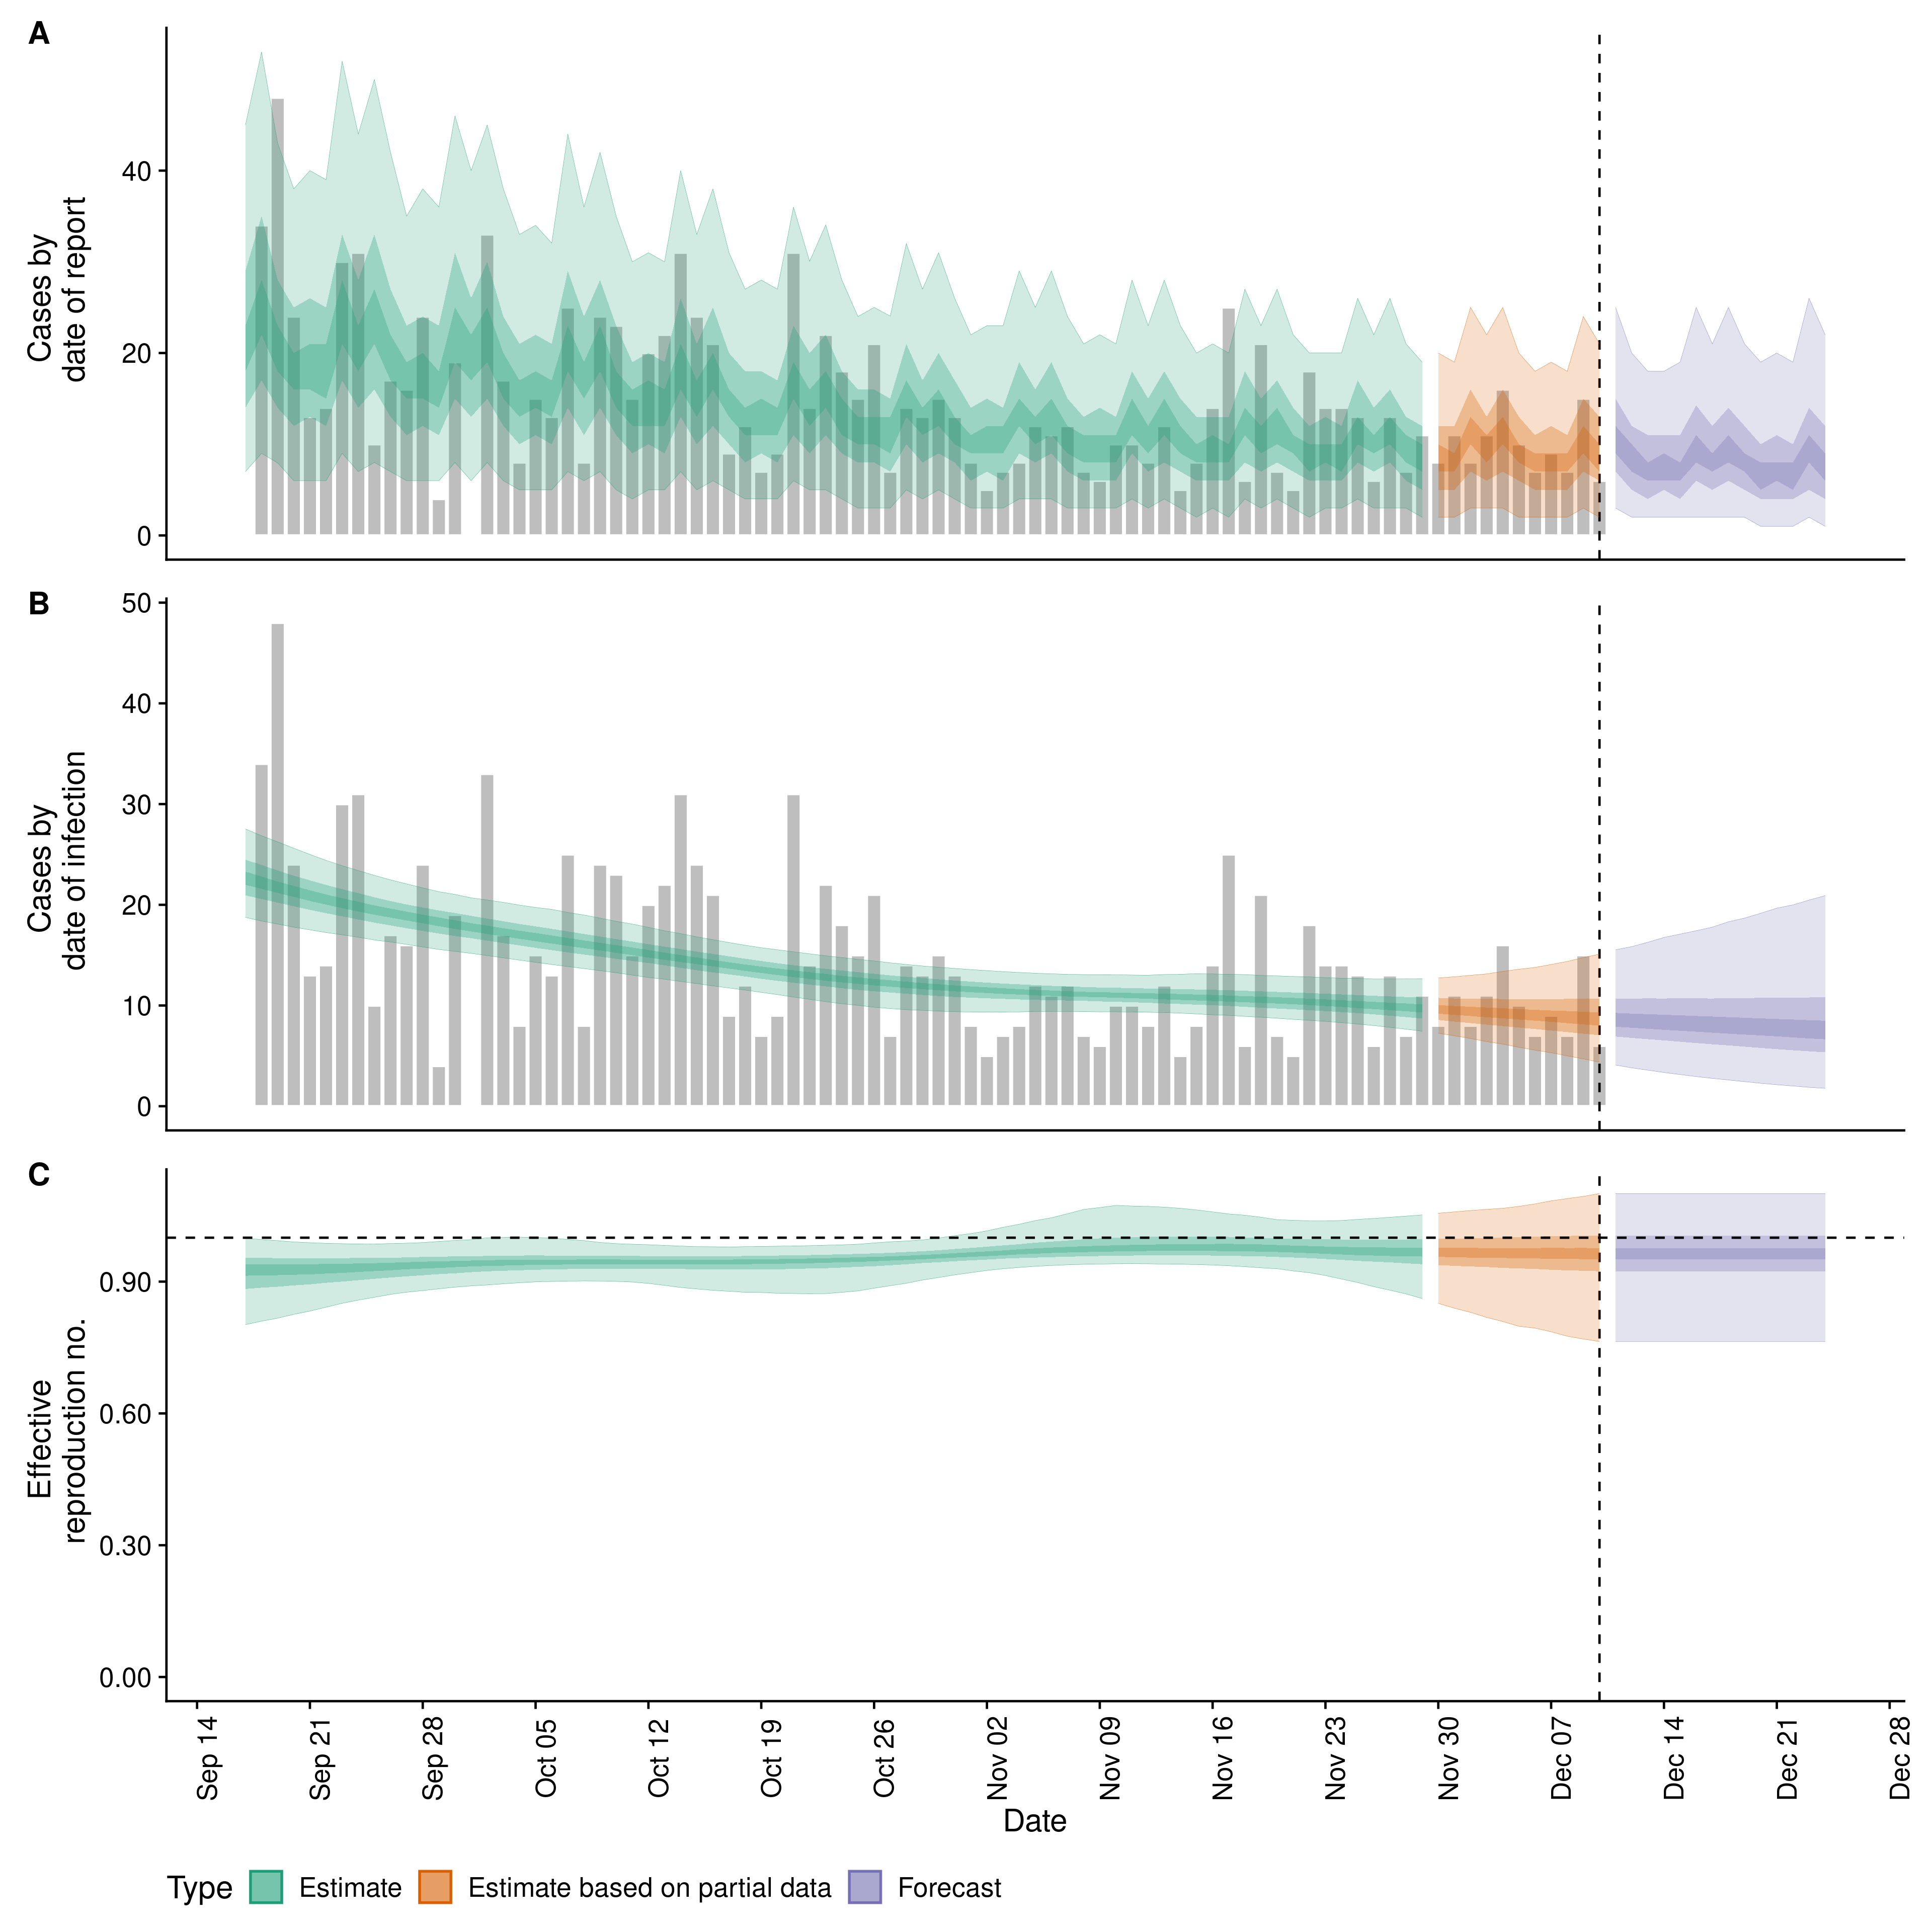 A
Cases by
date of report
40
20
0
B
Cases by
date of infection
50
40
30
20
10
0
C
Effective
reproduction no.
0.90
0.60
0.30
0.00
Sep 14
Sep 21
Sep 28
Oct 05
Oct 12
Oct 19
Oct 26
Nov 02
Nov 09
Nov 16
Nov 23
Nov 30
Dec 07
Dec 14
Dec 21
Dec 28
Date
Type Estimate Estimate based on partial data Forecast